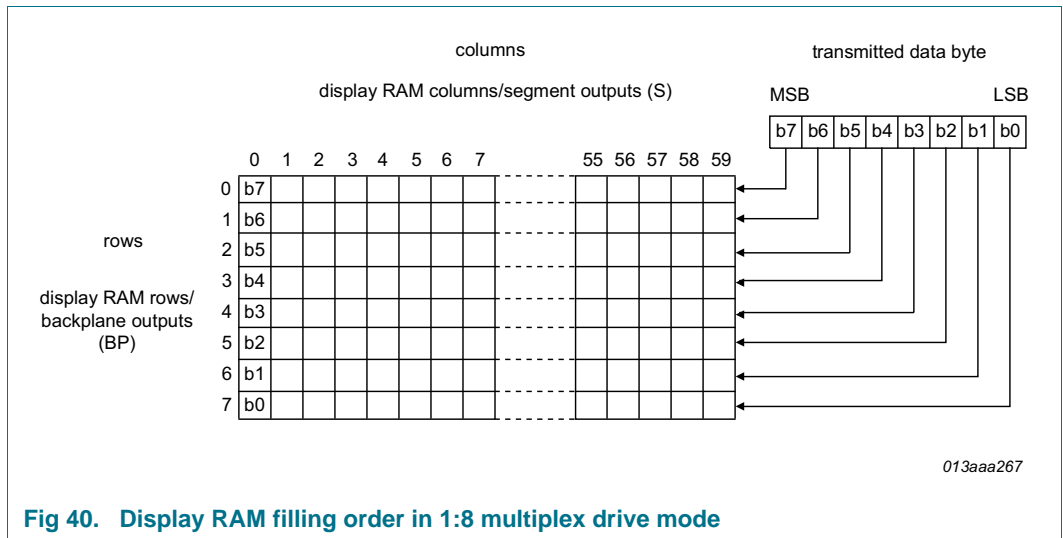 columns
transmitted data byte
display RAM columns/segment outputs (S)
MSB LSB
b7 b6 b5 b4 b3 b2 b1 b0
0 1 2 3 4 5 6 7 55 56 57 58 59
0 b7
1 b6
rows
2 b5
3 b4
display RAM rows/
backplane outputs
(BP)
4 b3
5 b2
6 b1
7 b0
013aaa267
Fig 40. Display RAM filling order in 1:8 multiplex drive mode